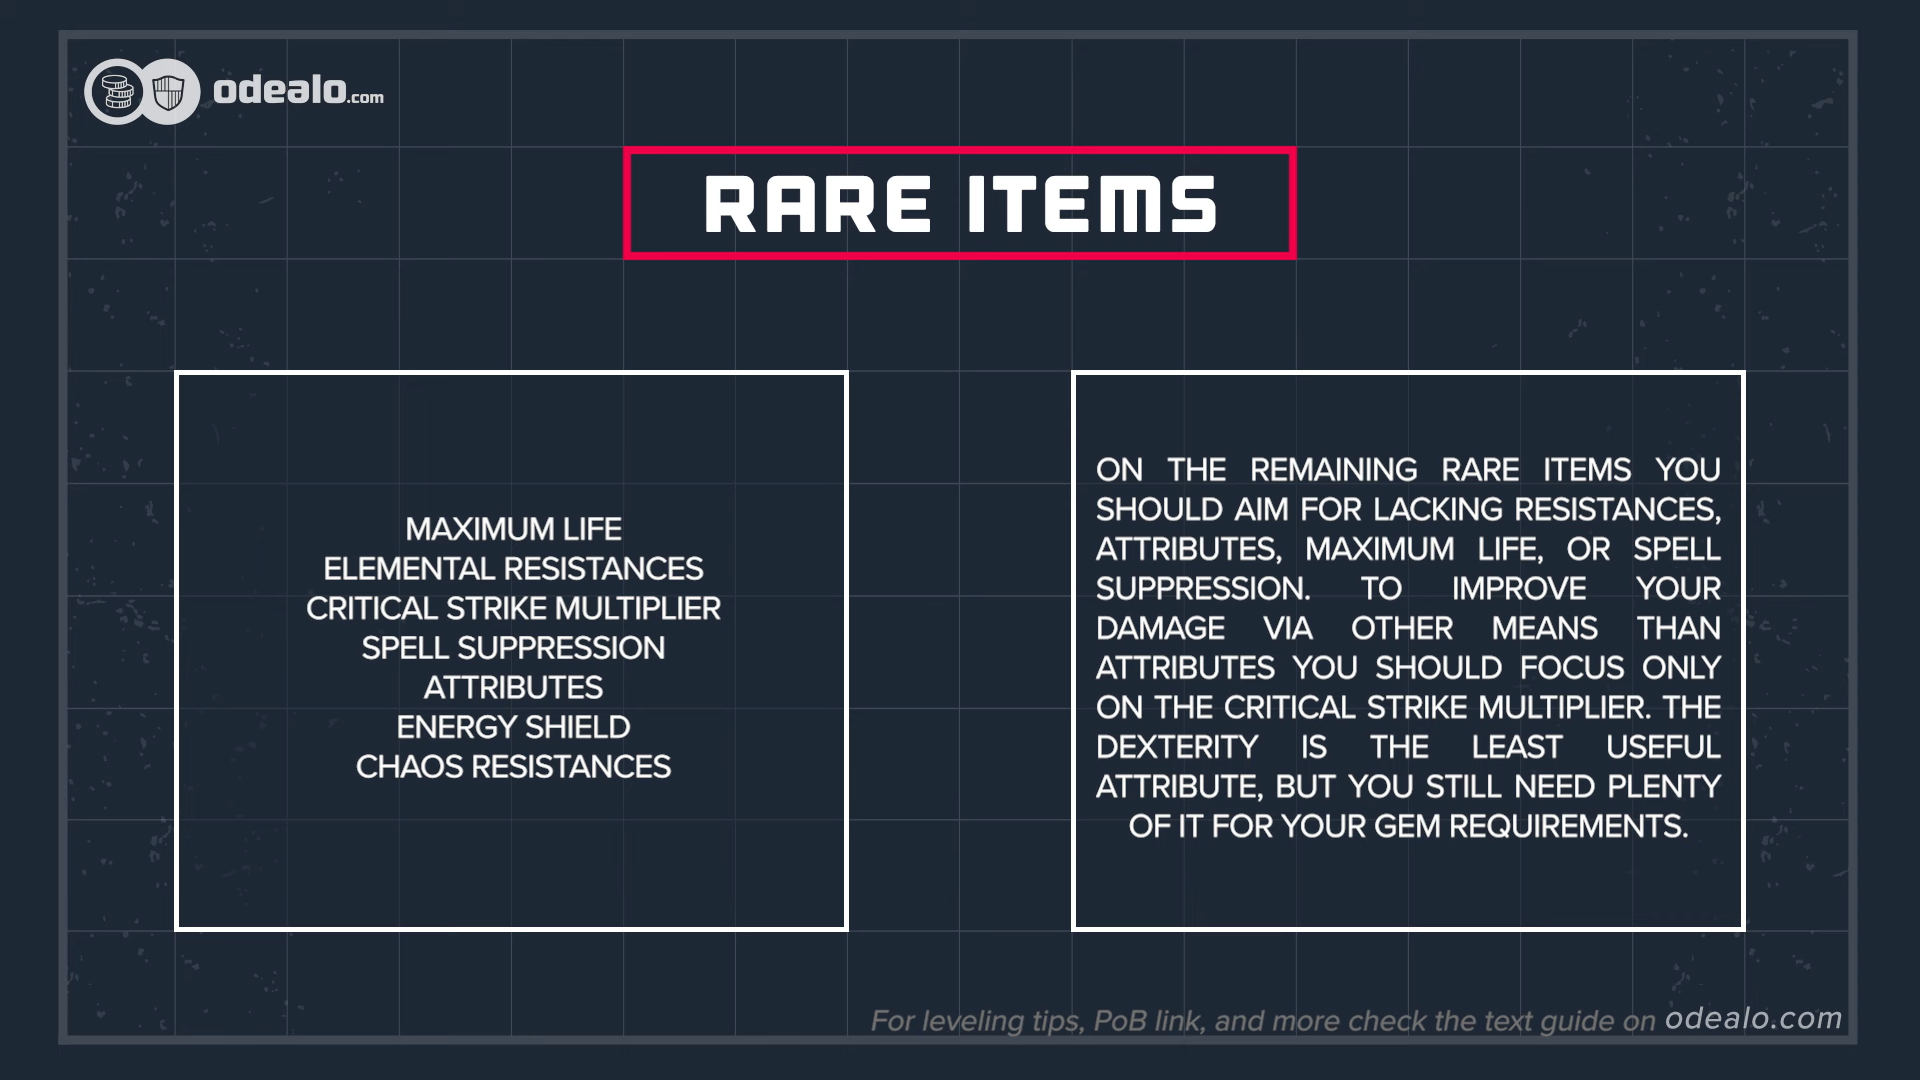 odealo.com
RARE ITEMS
MAXIMUM LIFE
ELEMENTAL RESISTANCES
CRITICAL STRIKE MULTIPLIER
SPELL SUPPRESSION
ATTRIBUTES
ENERGY SHIELD
CHAOS RESISTANCES
ON THE REMAINING RARE ITEMS YOU
SHOULD AIM FOR LACKING RESISTANCES,
ATTRIBUTES, MAXIMUM LIFE, OR SPELL
SUPPRESSION. TO IMPROVE YOUR
DAMAGE VIA OTHER MEANS THAN
ATTRIBUTES YOU SHOULD FOCUS ONLY
ON THE CRITICAL STRIKE MULTIPLIER. THE
DEXTERITY IS THE LEAST USEFUL
ATTRIBUTE, BUT YOU STILL NEED PLENTY
OF IT FOR YOUR GEM REQUIREMENTS.
For leveling tips, PoB link, and more check the text guide on odealo.com